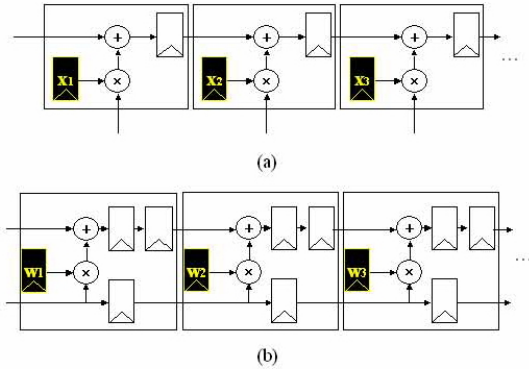 + + +
X1 × X2 × X3 ×
...
(a)
+ + +
W1 × W2 × W3 ×
...
(b)